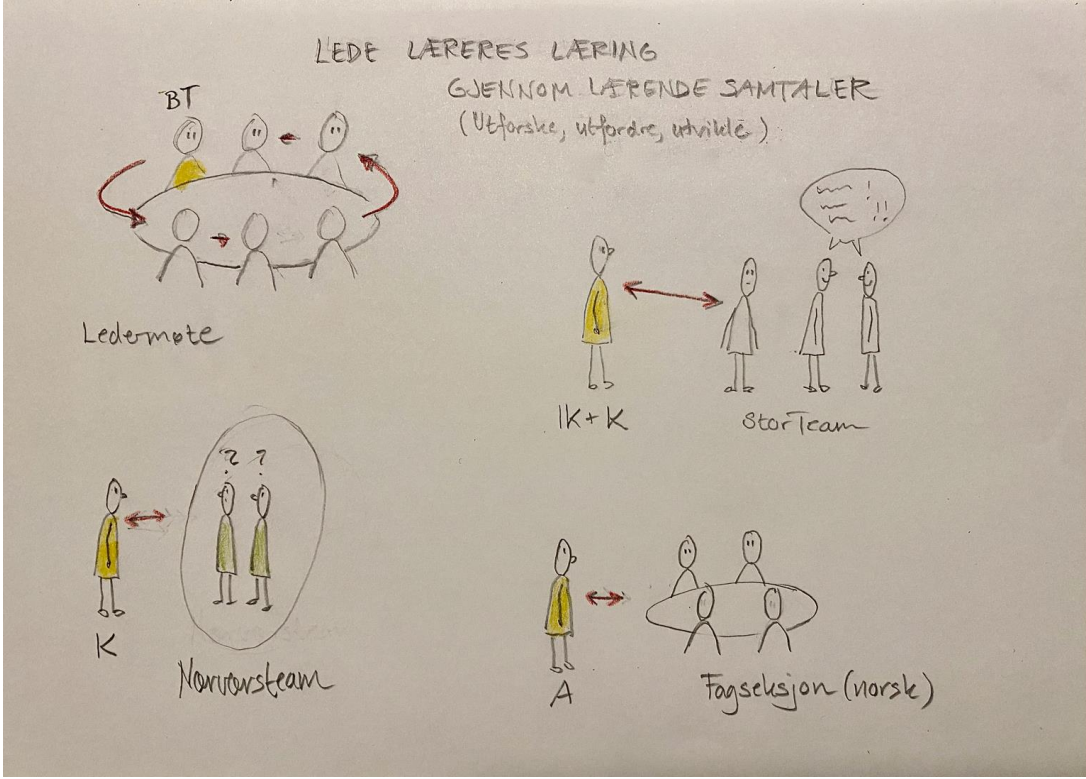 LEDE LÆRERES LÆRING
GJENNOM LÆRENDE SAMTALER
(Utforske, utfordre, utvikle)
BT
Ledermøte
IK+K
StorTeam
? ?
K
Nærværsteam
A
Fagseksjon (norsk)